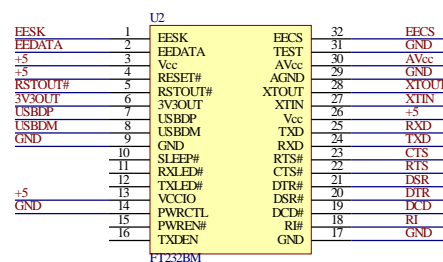 U2
EESK 1 EESK EECS 32 EECS
EEDATA 2 EEDATA TEST 31 GND
+5 3 Vcc AVcc 30 AVcc
+5 4 RESET# AGND 29 GND
RSTOUT# 5 RSTOUT# XTOUT 28 XTOUT
3V3OUT 6 3V3OUT XTIN 27 XTIN
USBDP 7 USBDP Vcc 26 +5
USBDM 8 USBDM TXD 25 RXD
GND 9 GND RXD 24 TXD
10 SLEEP# RTS# 23 CTS
11 RXLED# CTS# 22 RTS
12 TXLED# DTR# 21 DSR
+5 13 VCCIO DSR# 20 DTR
GND 14 PWRCTL DCD# 19 DCD
15 PWREN# RI# 18 RI
16 TXDEN GND 17 GND
FT232BM